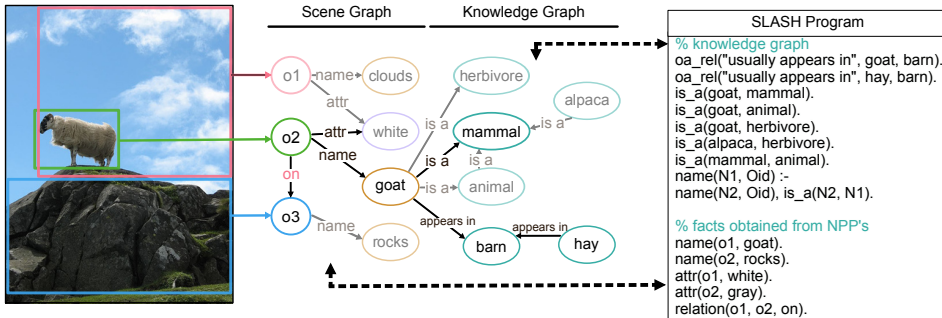 Scene Graph
Knowledge Graph
o1
name
clouds
attr
white
o2
attr
name
on
goat
o3
name
rocks
herbivore
alpaca
is a
is a
mammal
is a
is a
is a
animal
appears in
barn
appears in
hay
SLASH Program
% knowledge graph
oa_rel("usually appears in", goat, barn).
oa_rel("usually appears in", hay, barn).
is_a(goat, mammal).
is_a(goat, animal).
is_a(goat, herbivore).
is_a(alpaca, herbivore).
is_a(mammal, animal).
name(N1, Oid) :-
name(N2, Oid), is_a(N2, N1).
% facts obtained from NPP's
name(o1, goat).
name(o2, rocks).
attr(o1, white).
attr(o2, gray).
relation(o1, o2, on).